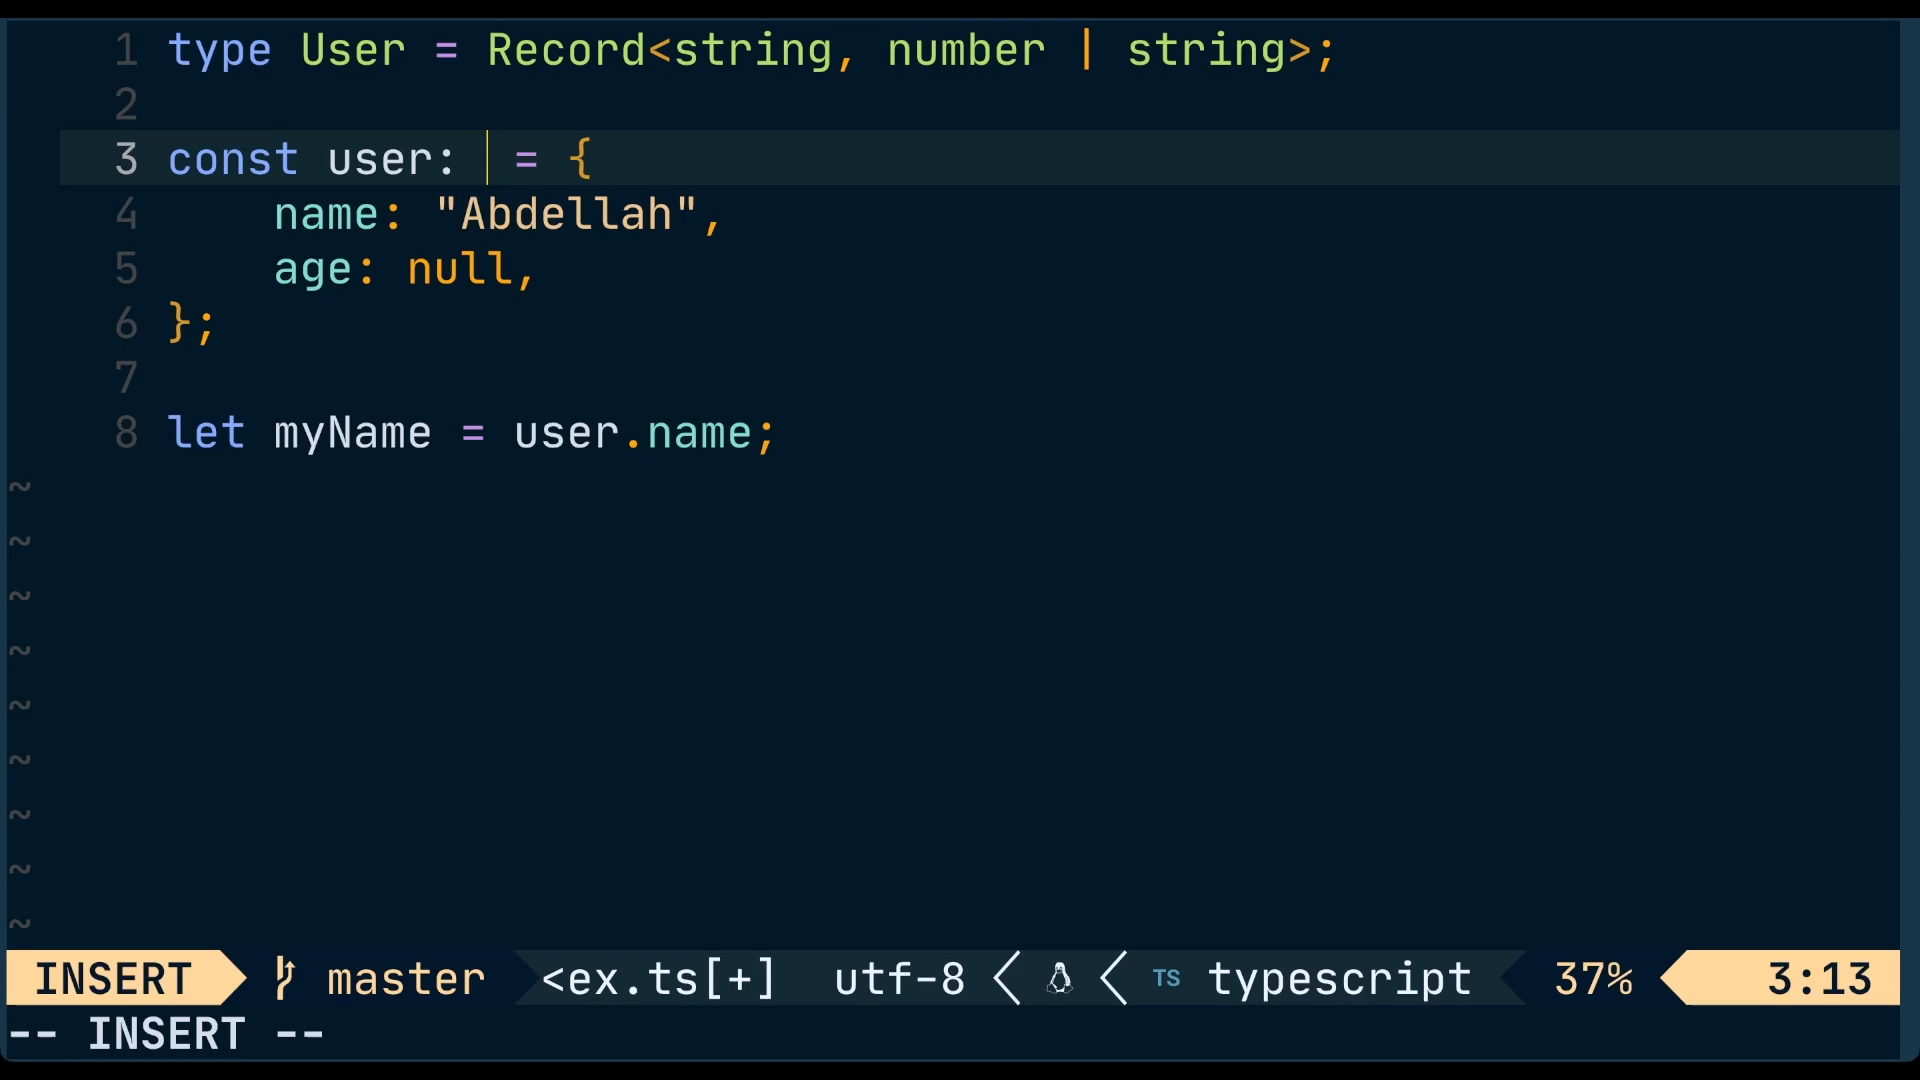 1 type User = Record<string, number | string>;
2
3 const user:  = {
4     name: "Abdellah",
5     age: null,
6 };
7
8 let myName = user.name;
~
~
~
~
~
~
~
~
~
INSERT master <ex.ts[+] utf-8 TS typescript 37% 3:13
-- INSERT --